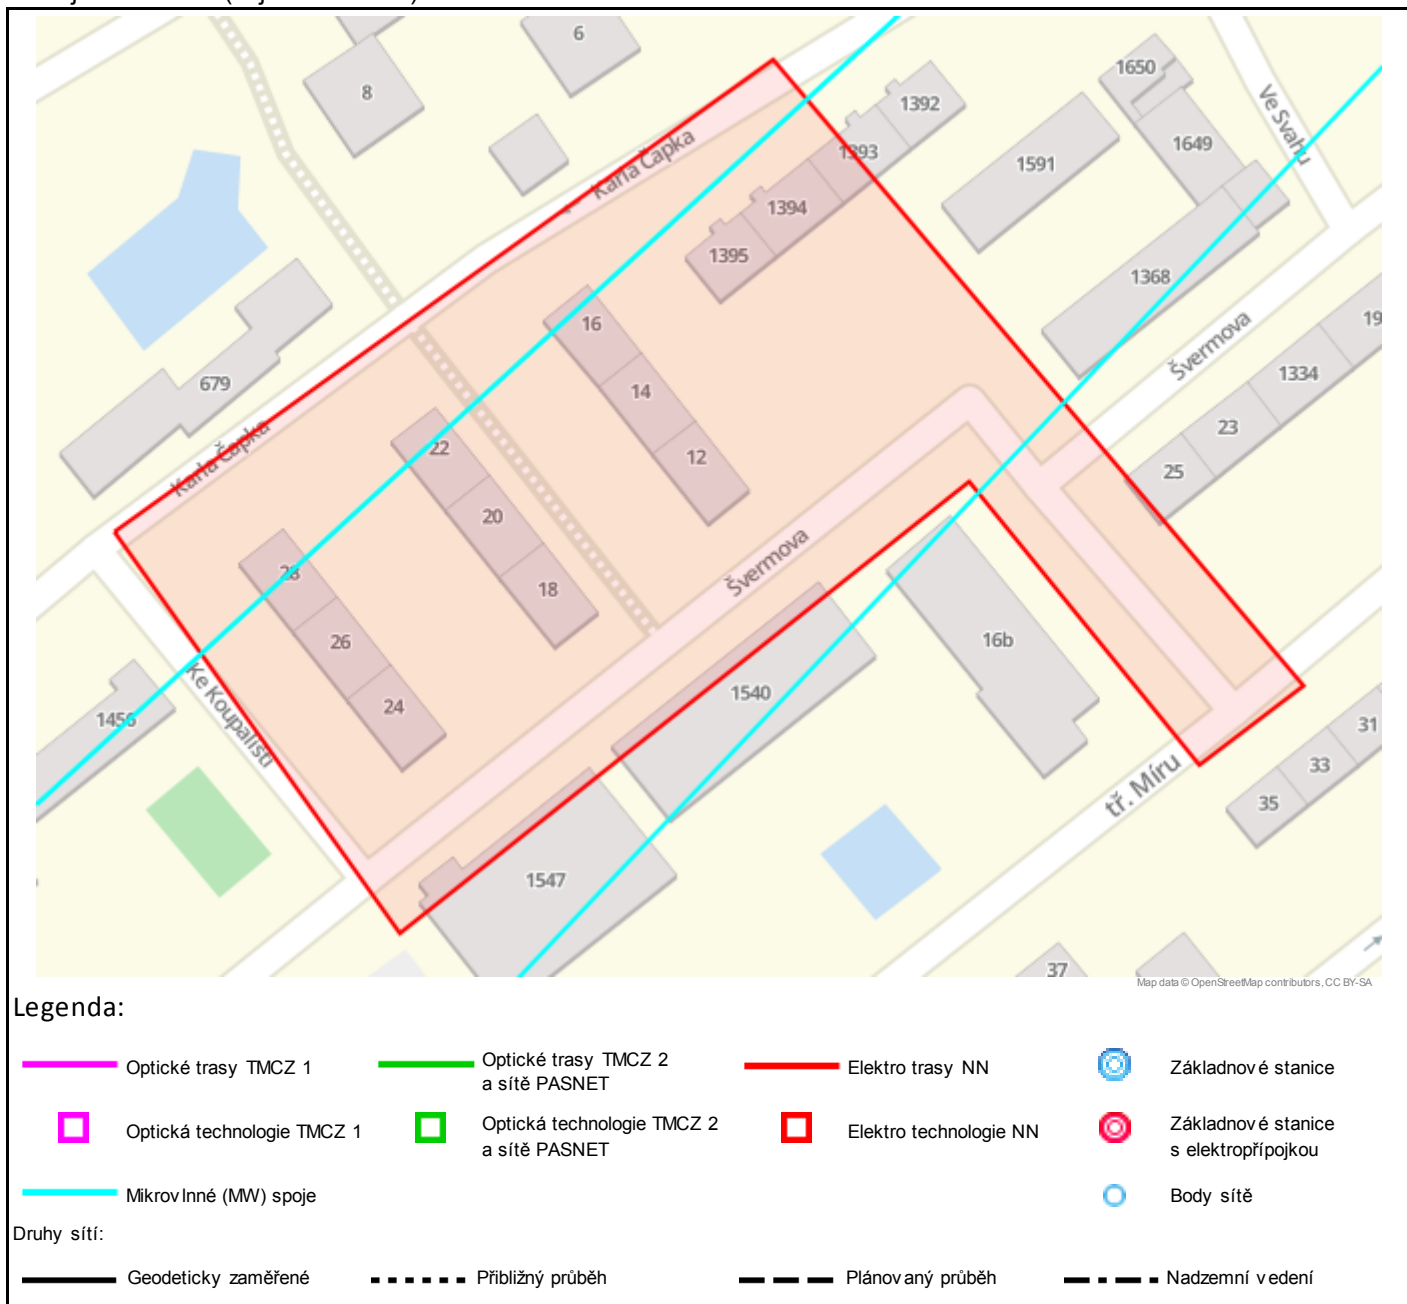 6
8
1650
1392
Ve Svahu
1393
1649
Karla Čapka
1591
1394
1395
1368
16
19
Švermova
679
14
1334
22
23
Karla Čapka
12
25
20
28
Švermova
18
26
16b
Ke Koupališti
1540
24
1456
31
33
tř. Míru
35
1547
37
Map data © OpenStreetMap contributors, CC BY-SA
Legenda:
Optické trasy TMCZ 1
Optické trasy TMCZ 2
a sítě PASNET
Elektro trasy NN
Základnové stanice
Optická technologie TMCZ 1
Optická technologie TMCZ 2
a sítě PASNET
Elektro technologie NN
Základnové stanice
s elektropřípojkou
Mikrovlnné (MW) spoje
Body sítě
Druhy sítí:
Geodeticky zaměřené
Přibližný průběh
Plánovaný průběh
Nadzemní vedení